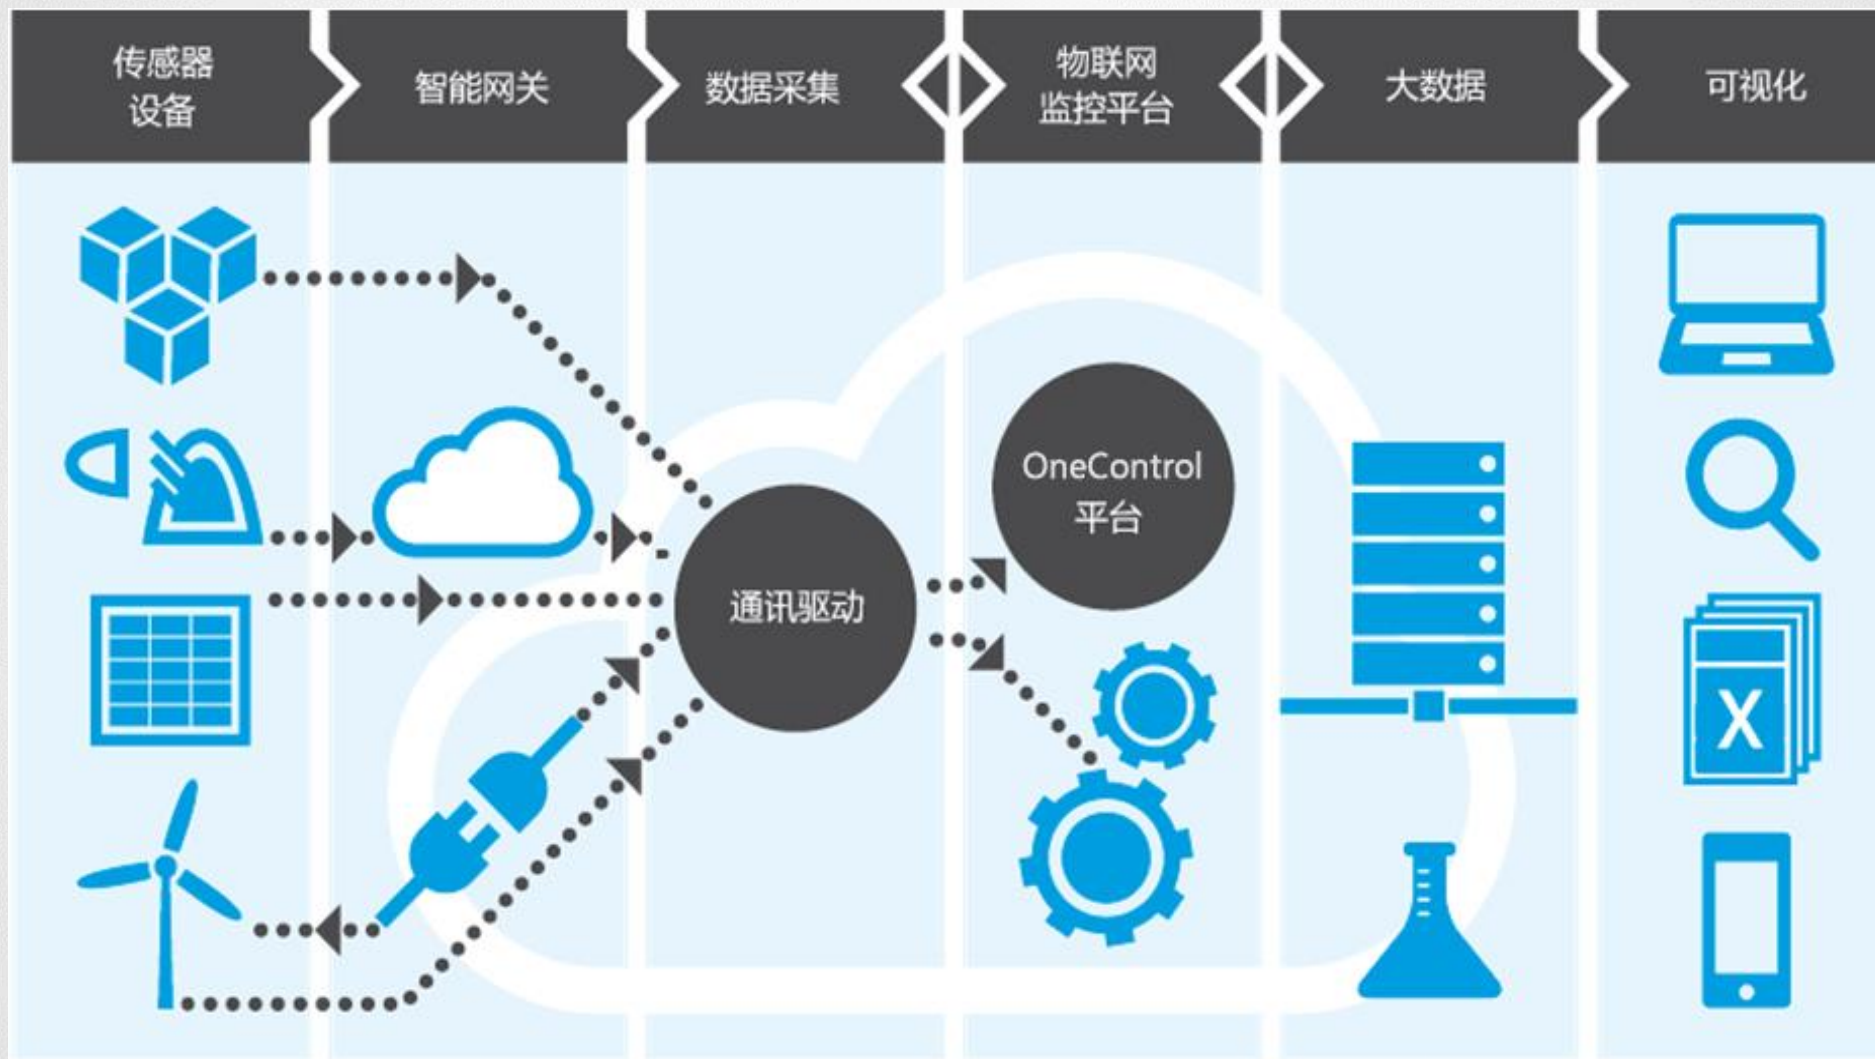 传感器
设备
智能网关
数据采集
物联网
监控平台
大数据
可视化
OneControl
平台
通讯驱动
X